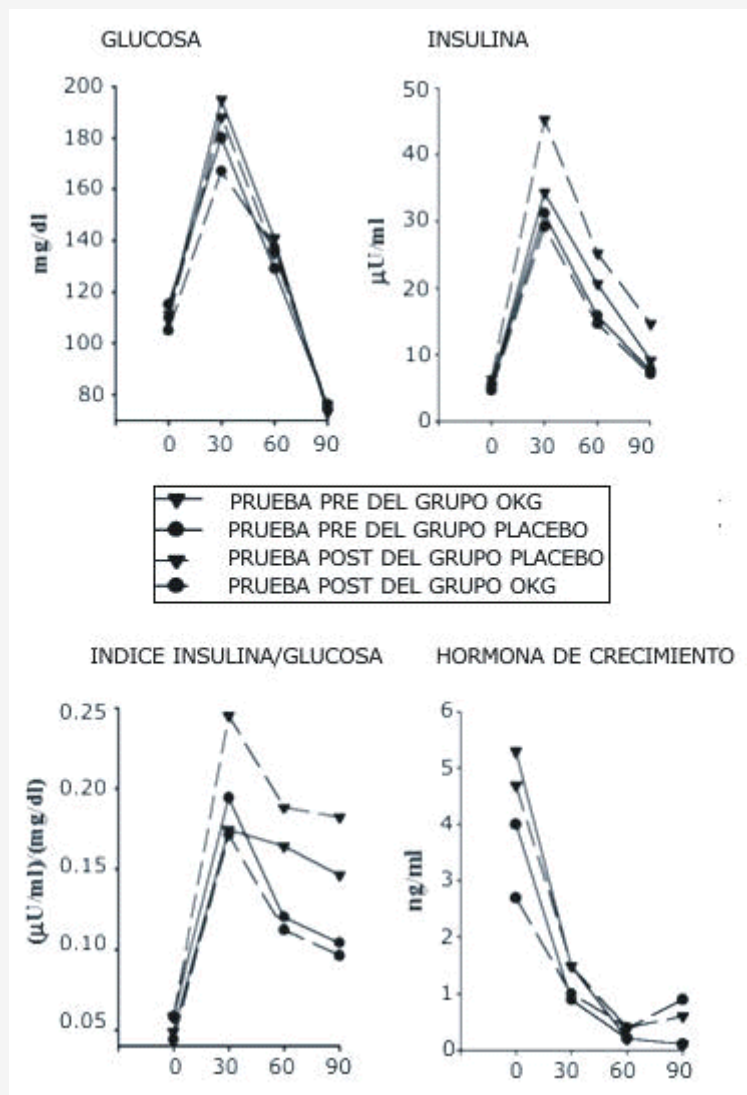 GLUCOSA
200
180
160
140
120
100
80
mg/dl
0 30 60 90
INSULINA
50
40
30
20
10
0
µU/ml
0 30 60 90
PRUEBA PRE DEL GRUPO OKG
PRUEBA PRE DEL GRUPO PLACEBO
PRUEBA POST DEL GRUPO PLACEBO
PRUEBA POST DEL GRUPO OKG
INDICE INSULINA/GLUCOSA
0.25
0.20
0.15
0.10
0.05
(µU/ml)/(mg/dl)
0 30 60 90
HORMONA DE CRECIMIENTO
6
5
4
3
2
1
0
ng/ml
0 30 60 90